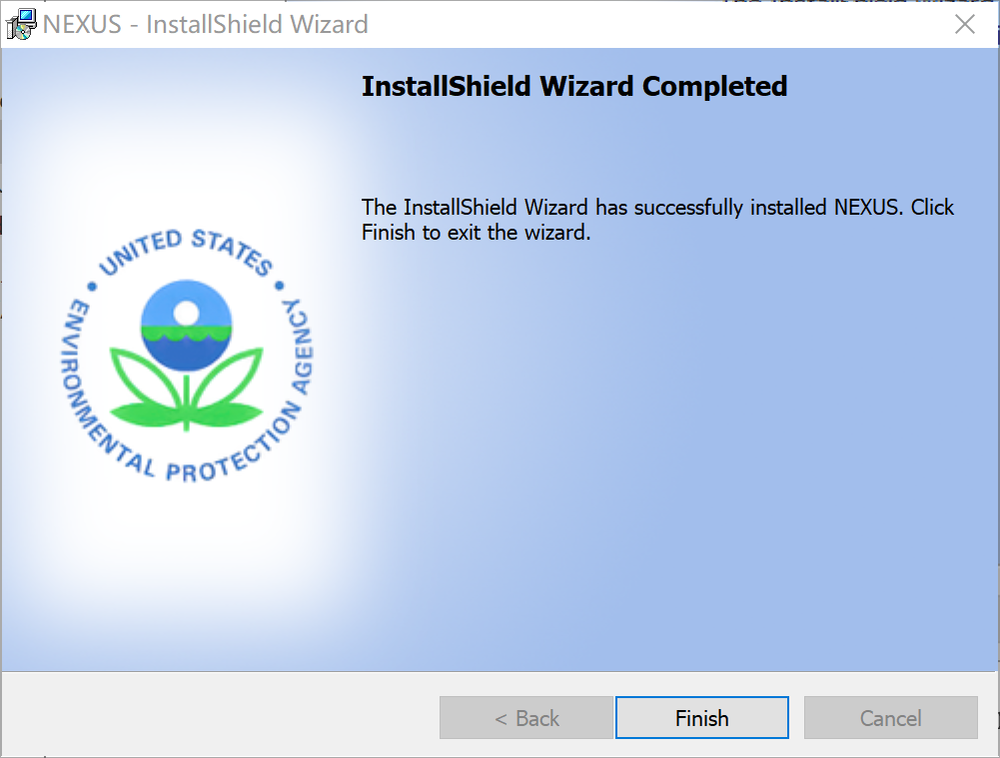 NEXUS - InstallShield Wizard
InstallShield Wizard Completed
The InstallShield Wizard has successfully installed NEXUS. Click
Finish to exit the wizard.
UNITED STATES
ENVIRONMENTAL PROTECTION AGENCY
< Back
Finish
Cancel